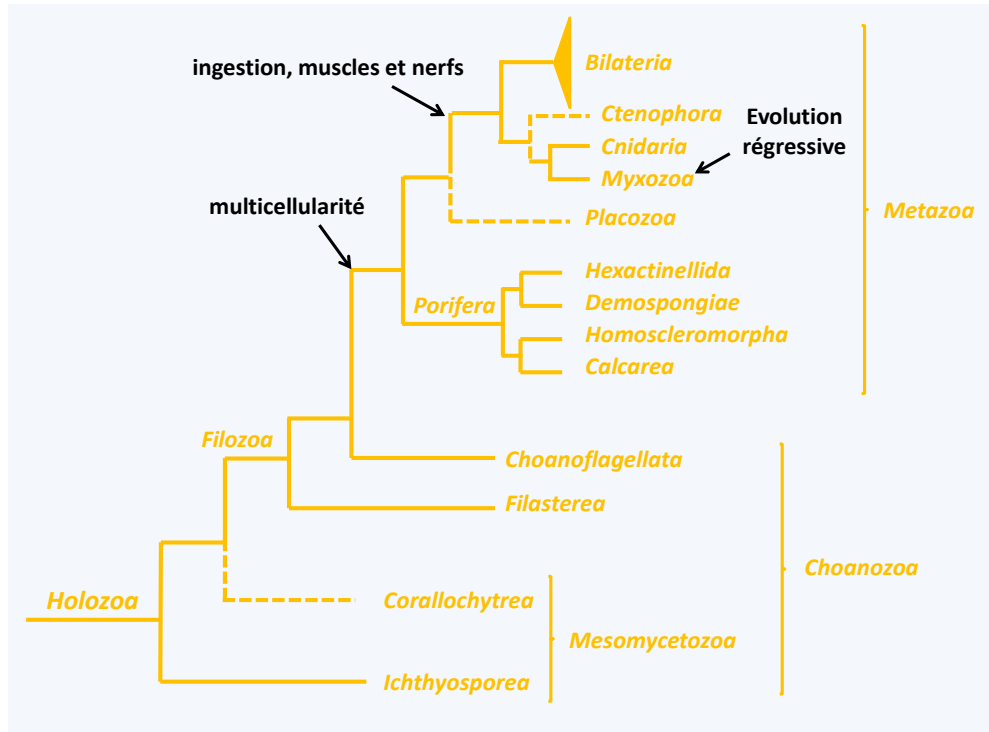 ingestion, muscles et nerfs
Bilateria
Ctenophora
Evolution
régressive
Cnidaria
Myxozoa
multicellularité
Placozoa
Metazoa
Hexactinellida
Porifera
Demospongiae
Homoscleromorpha
Calcarea
Filozoa
Choanoflagellata
Filasterea
Choanozoa
Holozoa
Corallochytrea
Mesomycetozoa
Ichthyosporea